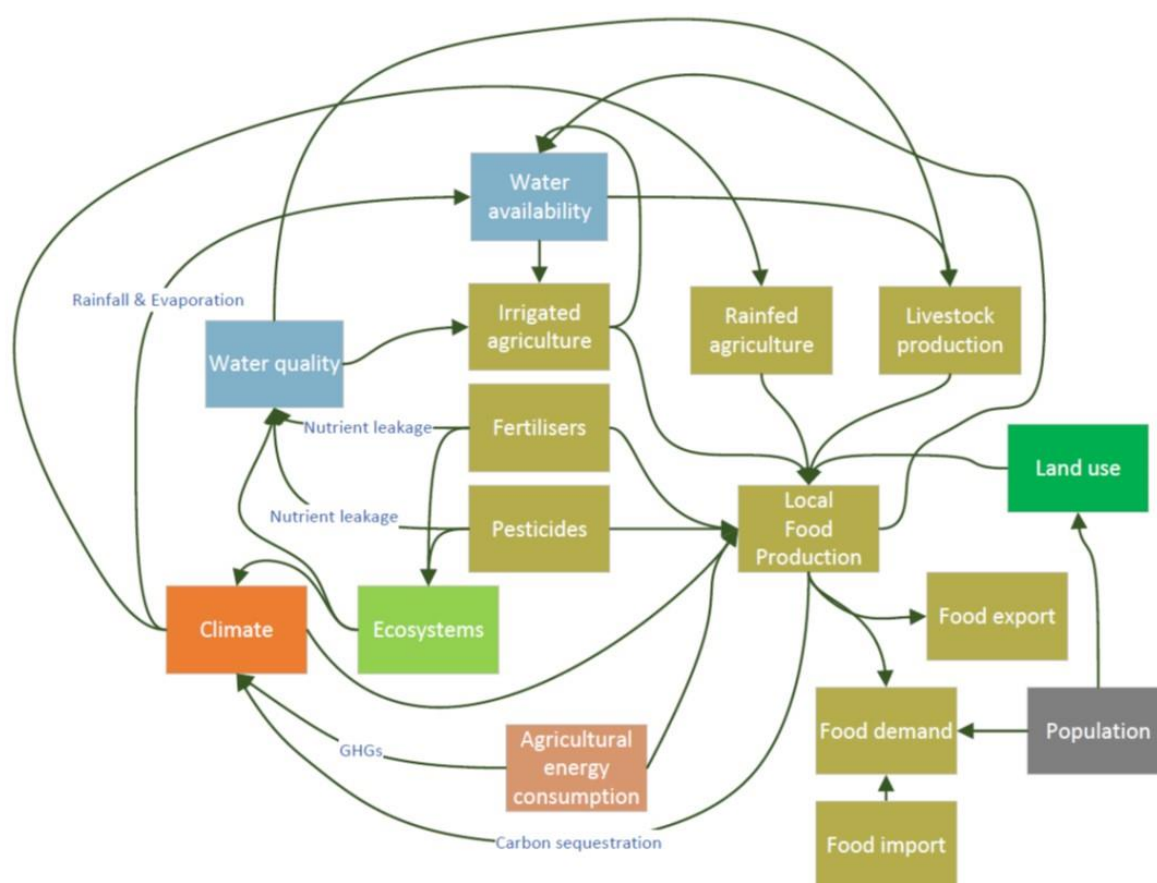 Water
availability
Rainfall & Evaporation
Irrigated
agriculture
Rainfed
agriculture
Livestock
production
Water quality
Nutrient leakage
Fertilisers
Land use
Nutrient leakage
Pesticides
Local
Food
Production
Climate
Ecosystems
Food export
GHGs
Agricultural
energy
consumption
Food demand
Population
Carbon sequestration
Food import